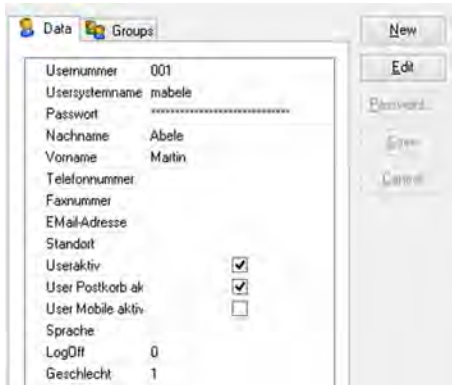 Data Groups
New
Edit
Password...
Save
Cancel
Usernummer 001
Usersystemname mabele
Passwort ******************************
Nachname Abele
Vorname Martin
Telefonnummer
Faxnummer
EMail-Adresse
Standort
Useraktiv
User Postkorb ak
User Mobile aktiv
Sprache
LogOff 0
Geschlecht 1